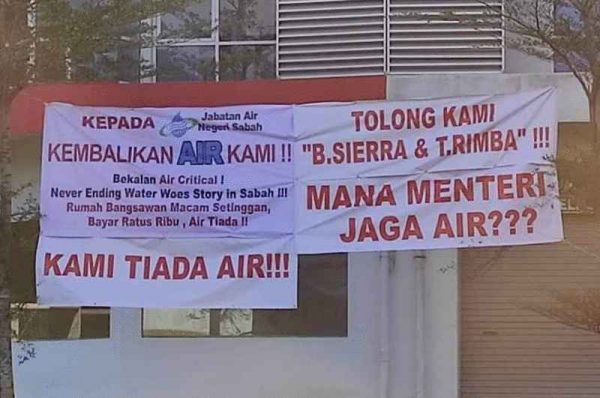 KEPADA Jabatan Air
Negeri Sabah
KEMBALIKAN AIR KAMI !!
Bekalan Air Critical !
Never Ending Water Woes Story in Sabah !!!
Rumah Bangsawan Macam Setinggan,
Bayar Ratus Ribu , Air Tiada !!
KAMI TIADA AIR!!!
TOLONG KAMI
"B.SIERRA & T.RIMBA" !!!
MANA MENTERI
JAGA AIR???